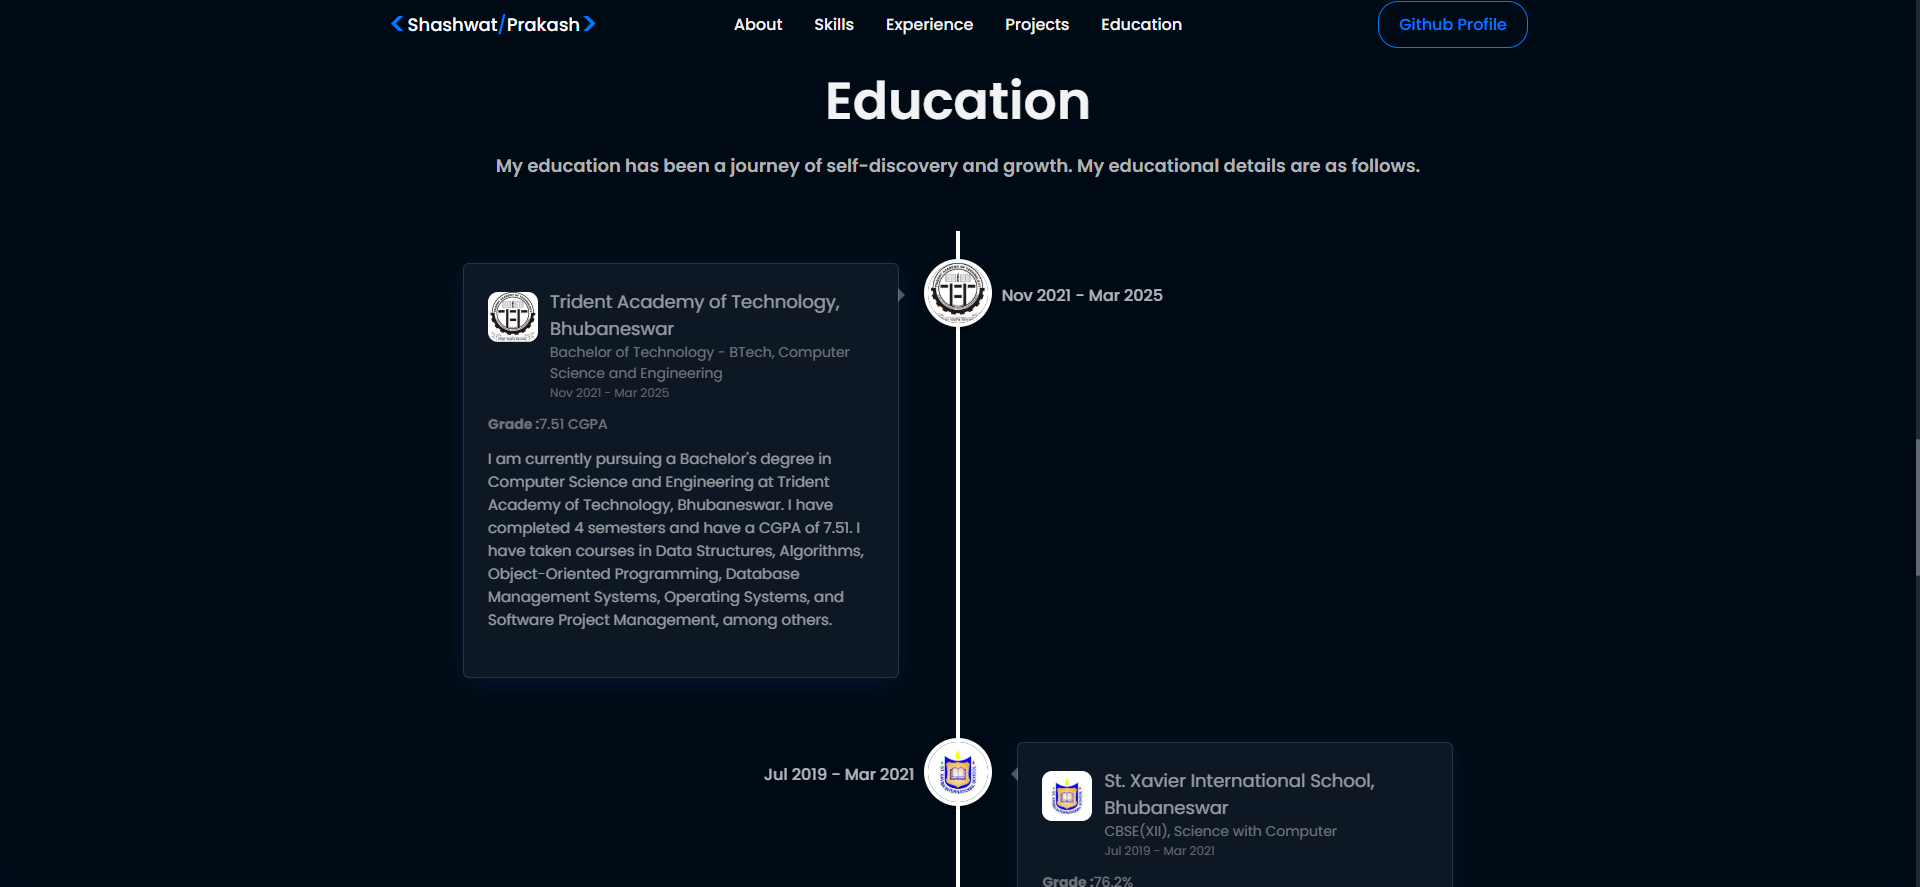 Shashwat/Prakash
About
Skills
Experience
Projects
Education
Github Profile
Education
My education has been a journey of self-discovery and growth. My educational details are as follows.
Trident Academy of Technology,
Bhubaneswar
Bachelor of Technology - BTech, Computer
Science and Engineering
Nov 2021 - Mar 2025
Grade :7.51 CGPA
I am currently pursuing a Bachelor's degree in
Computer Science and Engineering at Trident
Academy of Technology, Bhubaneswar. I have
completed 4 semesters and have a CGPA of 7.51. I
have taken courses in Data Structures, Algorithms,
Object-Oriented Programming, Database
Management Systems, Operating Systems, and
Software Project Management, among others.
Nov 2021 - Mar 2025
Jul 2019 - Mar 2021
St. Xavier International School,
Bhubaneswar
CBSE(XII), Science with Computer
Jul 2019 - Mar 2021
Grade :76.2%